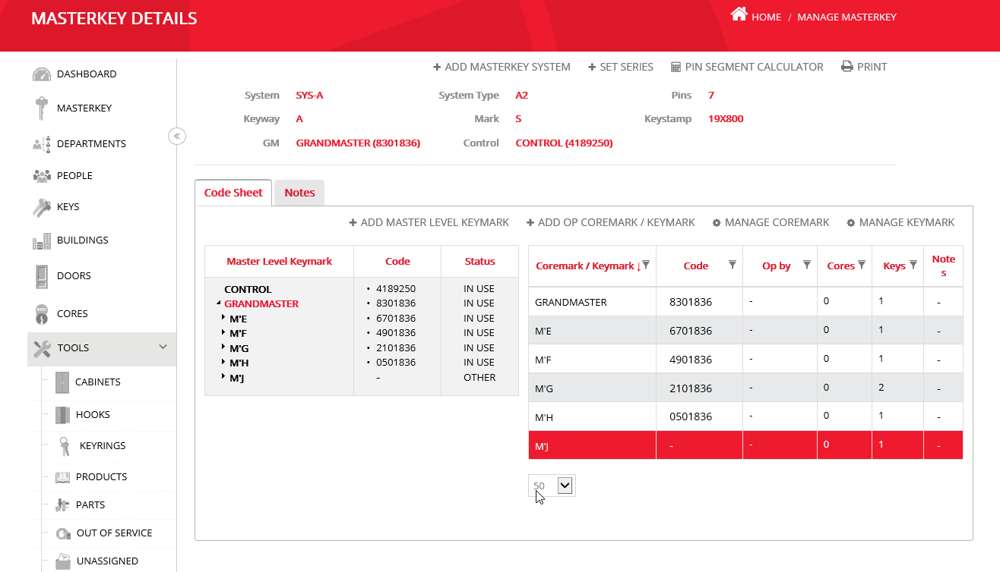 MASTERKEY DETAILS
HOME / MANAGE MASTERKEY
DASHBOARD
MASTERKEY
DEPARTMENTS
PEOPLE
KEYS
BUILDINGS
DOORS
CORES
TOOLS
CABINETS
HOOKS
KEYRINGS
PRODUCTS
PARTS
OUT OF SERVICE
UNASSIGNED
ADD MASTERKEY SYSTEM SET SERIES PIN SEGMENT CALCULATOR PRINT
System SYS-A System Type A2 Pins 7
Keyway A Mark S Keystamp 19X800
GM GRANDMASTER (8301836) Control CONTROL (4189250)
Code Sheet Notes
ADD MASTER LEVEL KEYMARK ADD OP COREMARK / KEYMARK MANAGE COREMARK MANAGE KEYMARK
Master Level Keymark Code Status
CONTROL • 4189250 IN USE
GRANDMASTER • 8301836 IN USE
M'E • 6701836 IN USE
M'F • 4901836 IN USE
M'G • 2101836 IN USE
M'H • 0501836 IN USE
M'J - OTHER
Coremark / Keymark ↓ Code Op by Cores Keys Note
s
GRANDMASTER 8301836 - 0 1 -
M'E 6701836 - 0 1 -
M'F 4901836 - 0 1 -
M'G 2101836 - 0 2 -
M'H 0501836 - 0 1 -
M'J - - 0 1 -
50